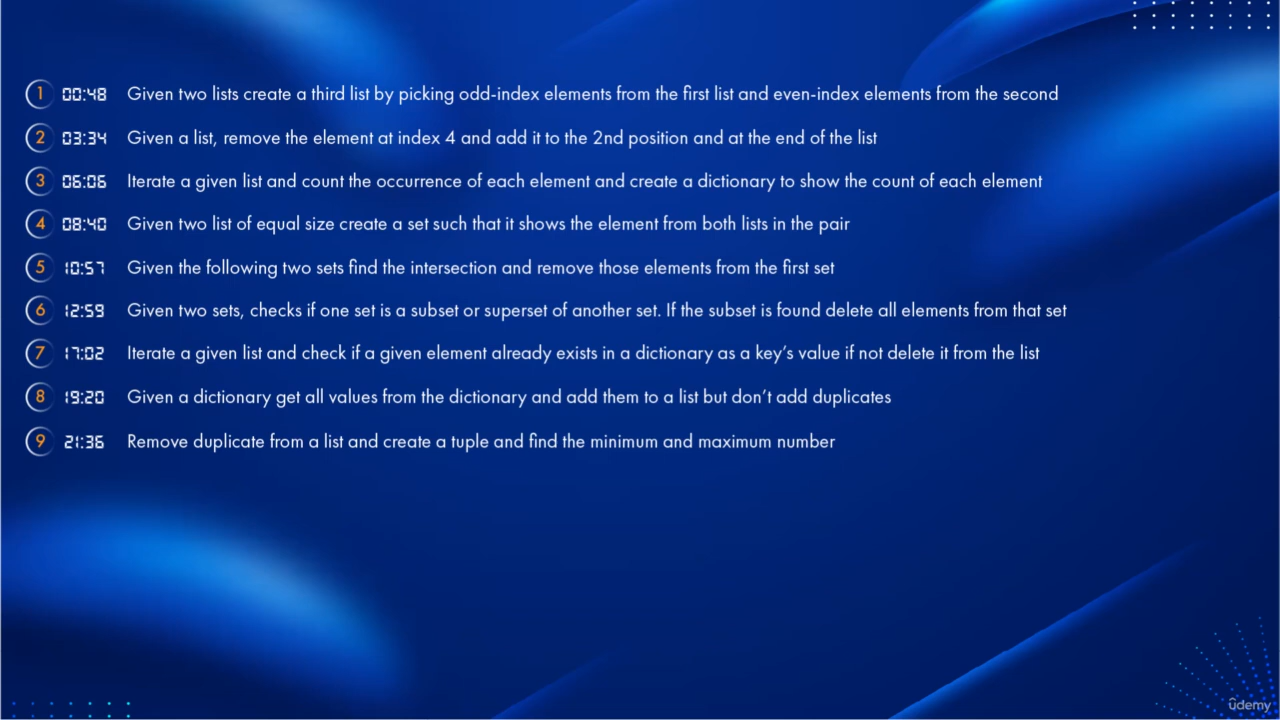 1 00:48 Given two lists create a third list by picking odd-index elements from the first list and even-index elements from the second
2 03:34 Given a list, remove the element at index 4 and add it to the 2nd position and at the end of the list
3 06:06 Iterate a given list and count the occurrence of each element and create a dictionary to show the count of each element
4 08:40 Given two list of equal size create a set such that it shows the element from both lists in the pair
5 10:57 Given the following two sets find the intersection and remove those elements from the first set
6 12:59 Given two sets, checks if one set is a subset or superset of another set. If the subset is found delete all elements from that set
7 17:02 Iterate a given list and check if a given element already exists in a dictionary as a key’s value if not delete it from the list
8 19:20 Given a dictionary get all values from the dictionary and add them to a list but don’t add duplicates
9 21:36 Remove duplicate from a list and create a tuple and find the minimum and maximum number
ûdemy